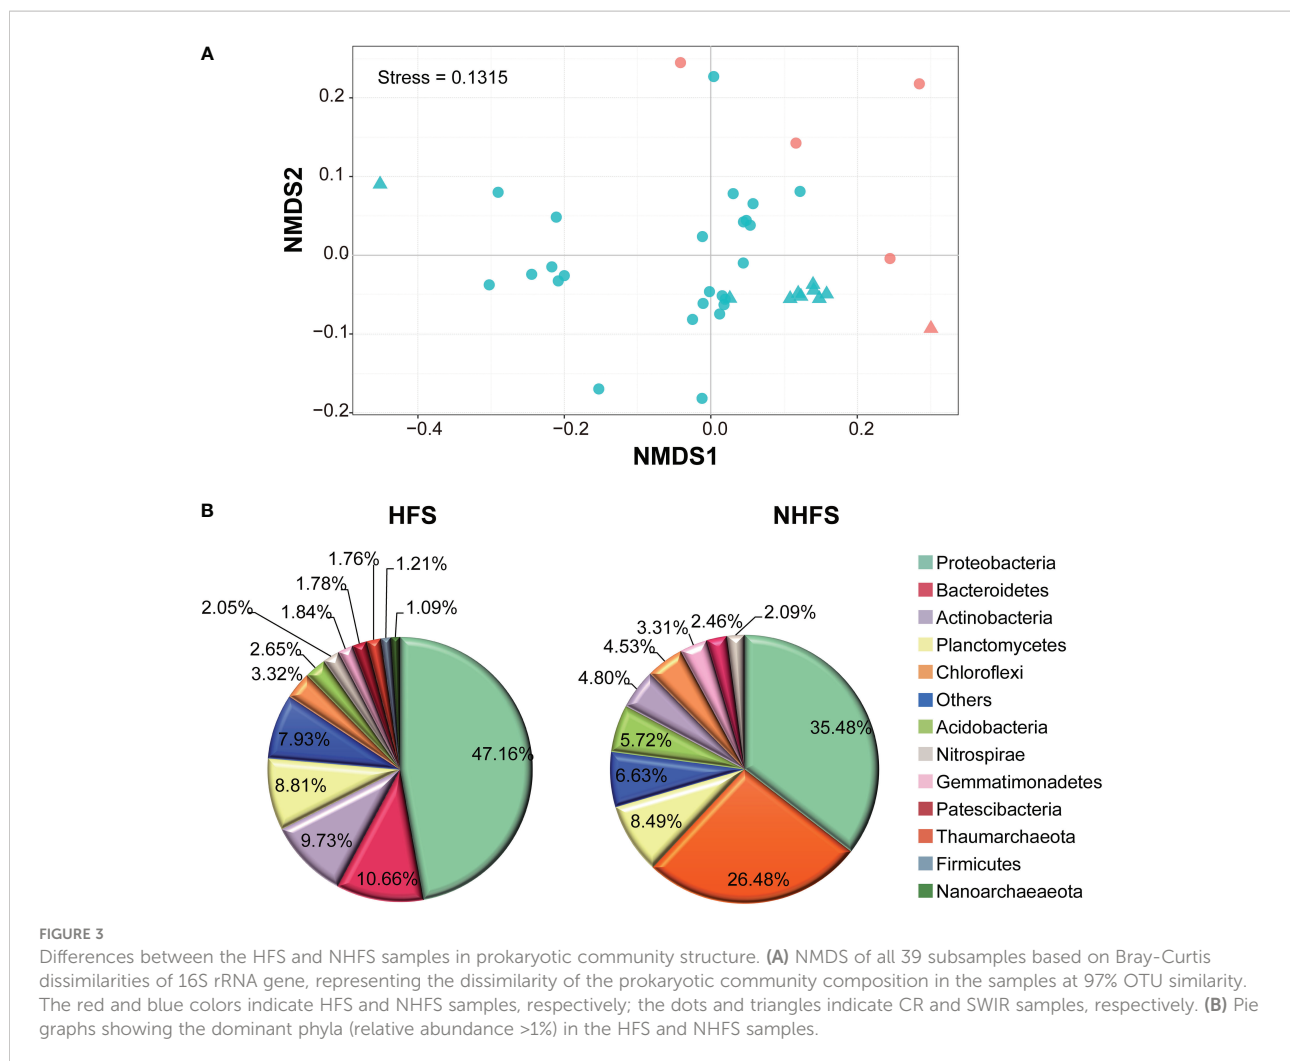 A
Stress = 0.1315
NMDS2
0.2
0.1
0.0
−0.1
−0.2
−0.4
−0.2
0.0
0.2
NMDS1
B
HFS
NHFS
1.76%
1.21%
1.78%
2.05%
1.84%
1.09%
2.65%
3.32%
7.93%
47.16%
8.81%
9.73%
10.66%
2.46%
2.09%
3.31%
4.53%
4.80%
35.48%
5.72%
6.63%
8.49%
26.48%
Proteobacteria
Bacteroidetes
Actinobacteria
Planctomycetes
Chloroflexi
Others
Acidobacteria
Nitrospirae
Gemmatimonadetes
Patescibacteria
Thaumarchaeota
Firmicutes
Nanoarchaeaeota
FIGURE 3
Differences between the HFS and NHFS samples in prokaryotic community structure. (A) NMDS of all 39 subsamples based on Bray-Curtis
dissimilarities of 16S rRNA gene, representing the dissimilarity of the prokaryotic community composition in the samples at 97% OTU similarity.
The red and blue colors indicate HFS and NHFS samples, respectively; the dots and triangles indicate CR and SWIR samples, respectively. (B) Pie
graphs showing the dominant phyla (relative abundance >1%) in the HFS and NHFS samples.